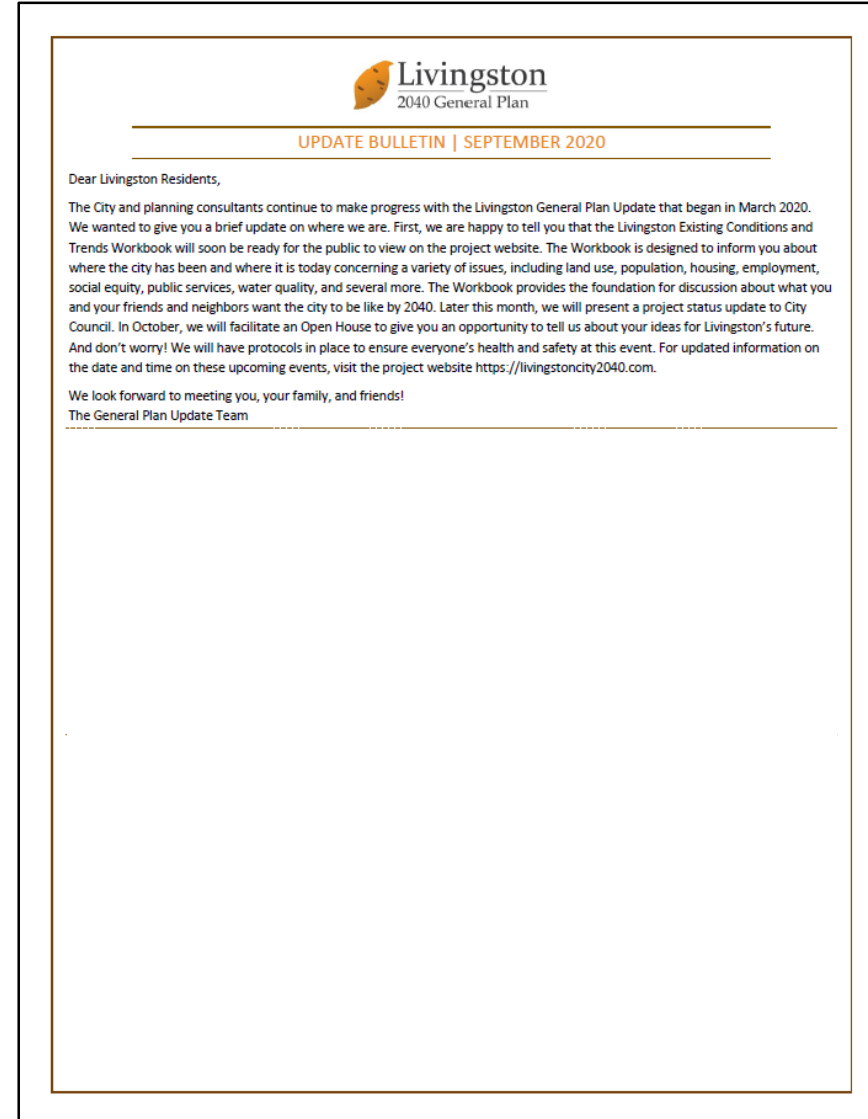 Livingston
2040 General Plan
UPDATE BULLETIN | SEPTEMBER 2020
Dear Livingston Residents,
The City and planning consultants continue to make progress with the Livingston General Plan Update that began in March 2020.
We wanted to give you a brief update on where we are. First, we are happy to tell you that the Livingston Existing Conditions and
Trends Workbook will soon be ready for the public to view on the project website. The Workbook is designed to inform you about
where the city has been and where it is today concerning a variety of issues, including land use, population, housing, employment,
social equity, public services, water quality, and several more. The Workbook provides the foundation for discussion about what you
and your friends and neighbors want the city to be like by 2040. Later this month, we will present a project status update to City
Council. In October, we will facilitate an Open House to give you an opportunity to tell us about your ideas for Livingston's future.
And don't worry! We will have protocols in place to ensure everyone's health and safety at this event. For updated information on
the date and time on these upcoming events, visit the project website https://livingstoncity2040.com.
We look forward to meeting you, your family, and friends!
The General Plan Update Team